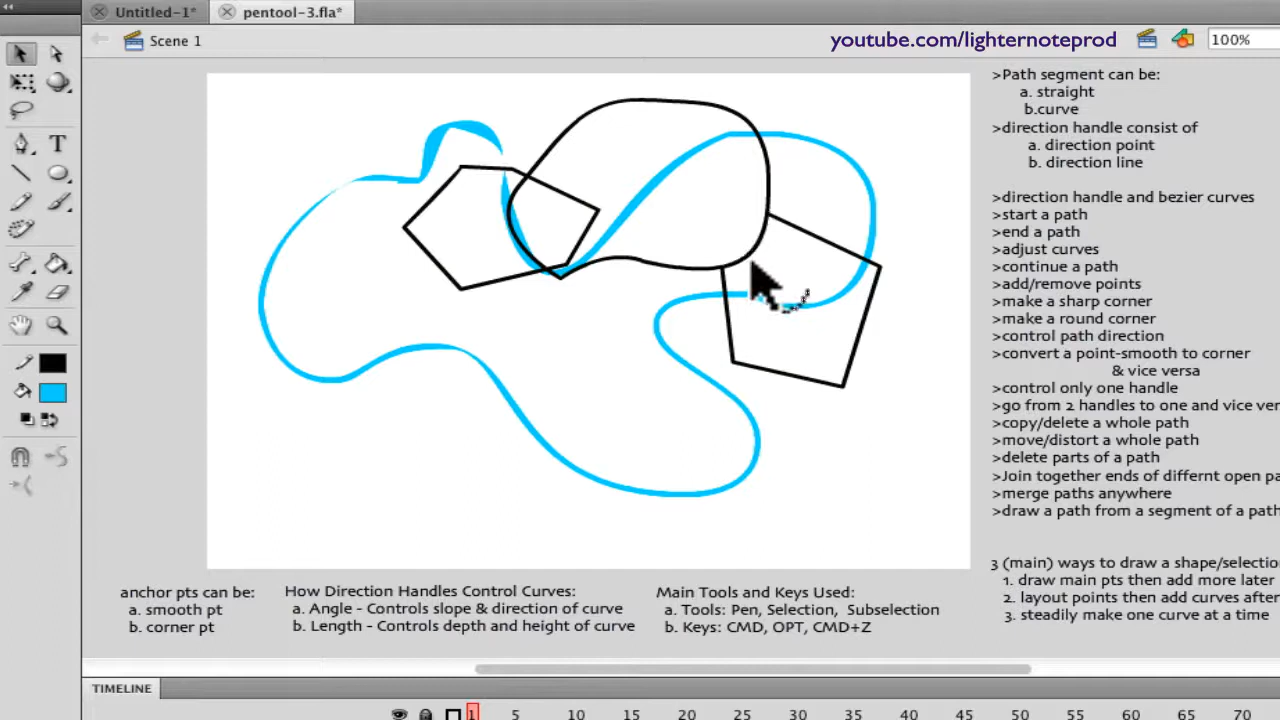 Untitled-1*
pentool-3.fla*
Scene 1
youtube.com/lighternoteprod
100%
>Path segment can be:
a. straight
b.curve
>direction handle consist of
a. direction point
b. direction line
>direction handle and bezier curves
>start a path
>end a path
>adjust curves
>continue a path
>add/remove points
>make a sharp corner
>make a round corner
>control path direction
>convert a point-smooth to corner
& vice versa
>control only one handle
>go from 2 handles to one and vice ver
>copy/delete a whole path
>move/distort a whole path
>delete parts of a path
>Join together ends of differnt open pa
>merge paths anywhere
>draw a path from a segment of a path
3 (main) ways to draw a shape/selectio
1. draw main pts then add more later
2. layout points then add curves after
3. steadily make one curve at a time
anchor pts can be:
a. smooth pt
b. corner pt
How Direction Handles Control Curves:
a. Angle - Controls slope & direction of curve
b. Length - Controls depth and height of curve
Main Tools and Keys Used:
a. Tools: Pen, Selection, Subselection
b. Keys: CMD, OPT, CMD+Z
TIMELINE
1 5 10 15 20 25 30 35 40 45 50 55 60 65 70